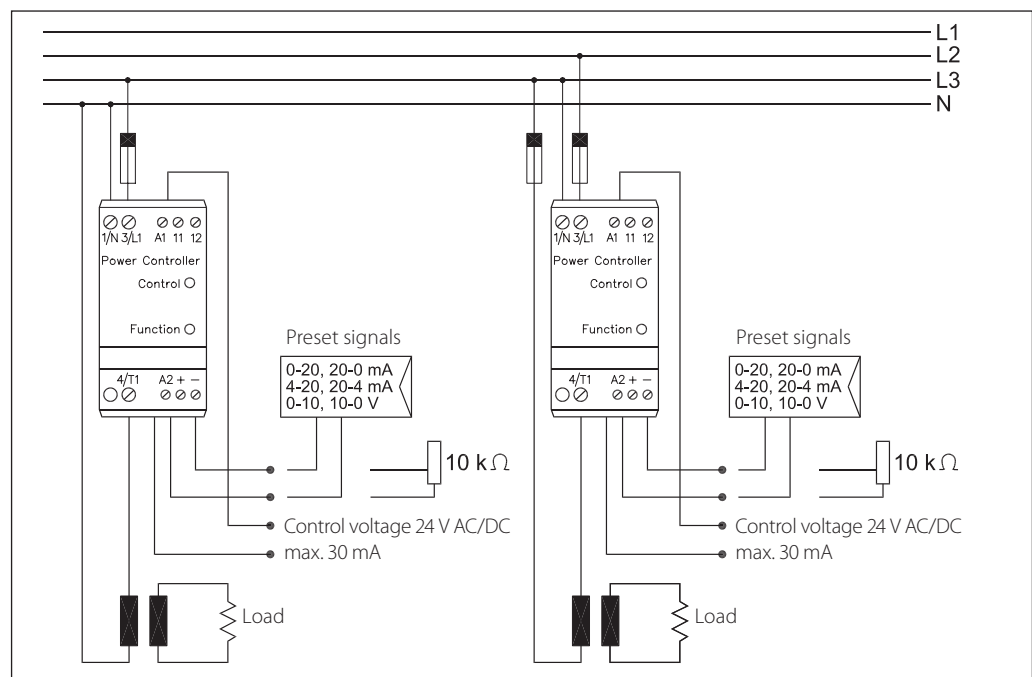 L1
L2
L3
N
1/N 3/L1 A1 11 12
Power Controller
Control
Function
4/T1 A2 + −
Preset signals
0-20, 20-0 mA
4-20, 20-4 mA
0-10, 10-0 V
10 kΩ
Control voltage 24 V AC/DC
max. 30 mA
Load
1/N 3/L1 A1 11 12
Power Controller
Control
Function
4/T1 A2 + −
Preset signals
0-20, 20-0 mA
4-20, 20-4 mA
0-10, 10-0 V
10 kΩ
Control voltage 24 V AC/DC
max. 30 mA
Load